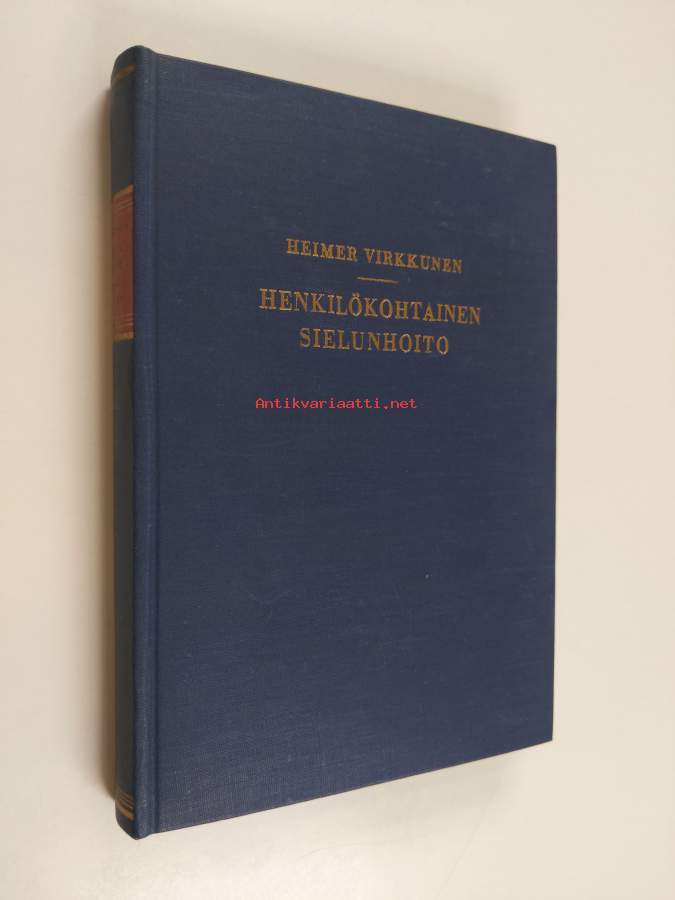 HEIMER VIRKKUNEN
HENKILÖKOHTAINEN
SIELUNHOITO
Antikvariaatti.net